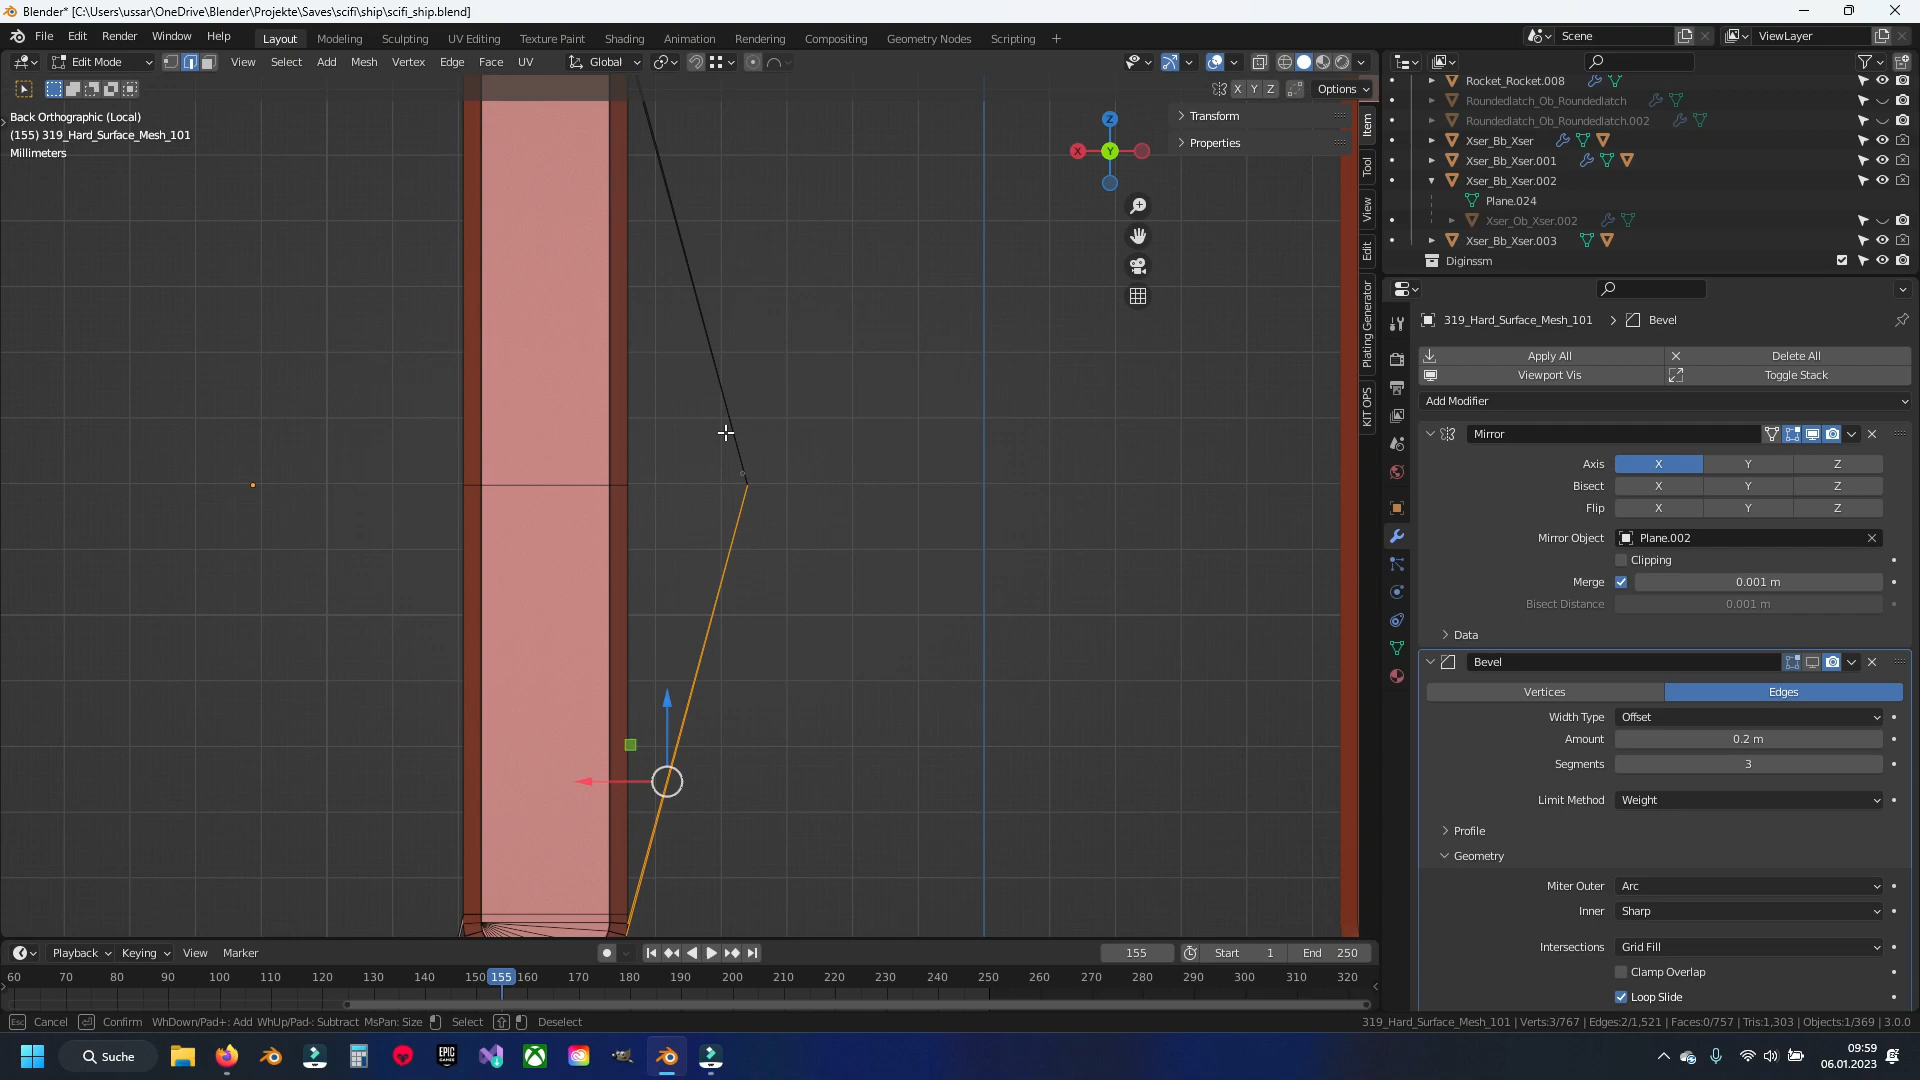 Blender* [C:\Users\ussar\OneDrive\Blender\Projekte\Saves\scifi\ship\scifi_ship.blend]
File Edit Render Window Help Layout Modeling Sculpting UV Editing Texture Paint Shading Animation Rendering Compositing Geometry Nodes Scripting + Scene ViewLayer
Edit Mode View Select Add Mesh Vertex Edge Face UV Global
X Y Z Options
Back Orthographic (Local)
(155) 319_Hard_Surface_Mesh_101
Millimeters
Transform
Properties
Z
X Y
Item
Tool
View
Edit
Plating Generator
KIT OPS
Rocket_Rocket.008
Roundedlatch_Ob_Roundedlatch
Roundedlatch_Ob_Roundedlatch.002
Xser_Bb_Xser
Xser_Bb_Xser.001
Xser_Bb_Xser.002
Plane.024
Xser_Ob_Xser.002
Xser_Bb_Xser.003
Diginssm
319_Hard_Surface_Mesh_101 Bevel
Apply All Delete All
Viewport Vis Toggle Stack
Add Modifier
Mirror
Axis X Y Z
Bisect X Y Z
Flip X Y Z
Mirror Object Plane.002
Clipping
Merge 0.001 m
Bisect Distance 0.001 m
Data
Bevel
Vertices Edges
Width Type Offset
Amount 0.2 m
Segments 3
Limit Method Weight
Profile
Geometry
Miter Outer Arc
Inner Sharp
Intersections Grid Fill
Clamp Overlap
Loop Slide
Playback Keying View Marker 155 Start 1 End 250
60 70 80 90 100 110 120 130 140 150 155 160 170 180 190 200 210 220 230 240 250 260 270 280 290 300 310 320
Esc Cancel Confirm WhDown/Pad+: Add WhUp/Pad-: Subtract MsPan: Size Select Deselect 319_Hard_Surface_Mesh_101 | Verts:3/767 | Edges:2/1,521 | Faces:0/757 | Tris:1,303 | Objects:1/369 | 3.0.0
Suche EPIC GAMES 09:59
06.01.2023